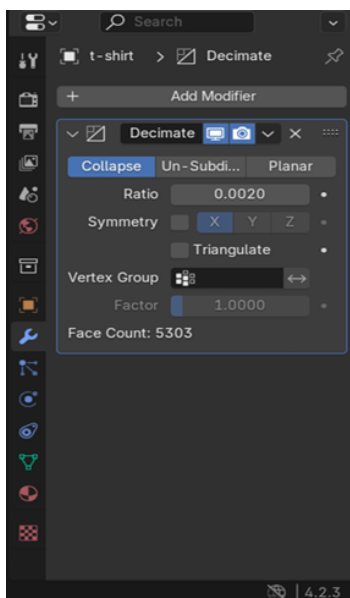 Search
t-shirt > Decimate
+ Add Modifier
Decimate
Collapse Un-Subdi... Planar
Ratio 0.0020
Symmetry X Y Z
Triangulate
Vertex Group
Factor 1.0000
Face Count: 5303
4.2.3